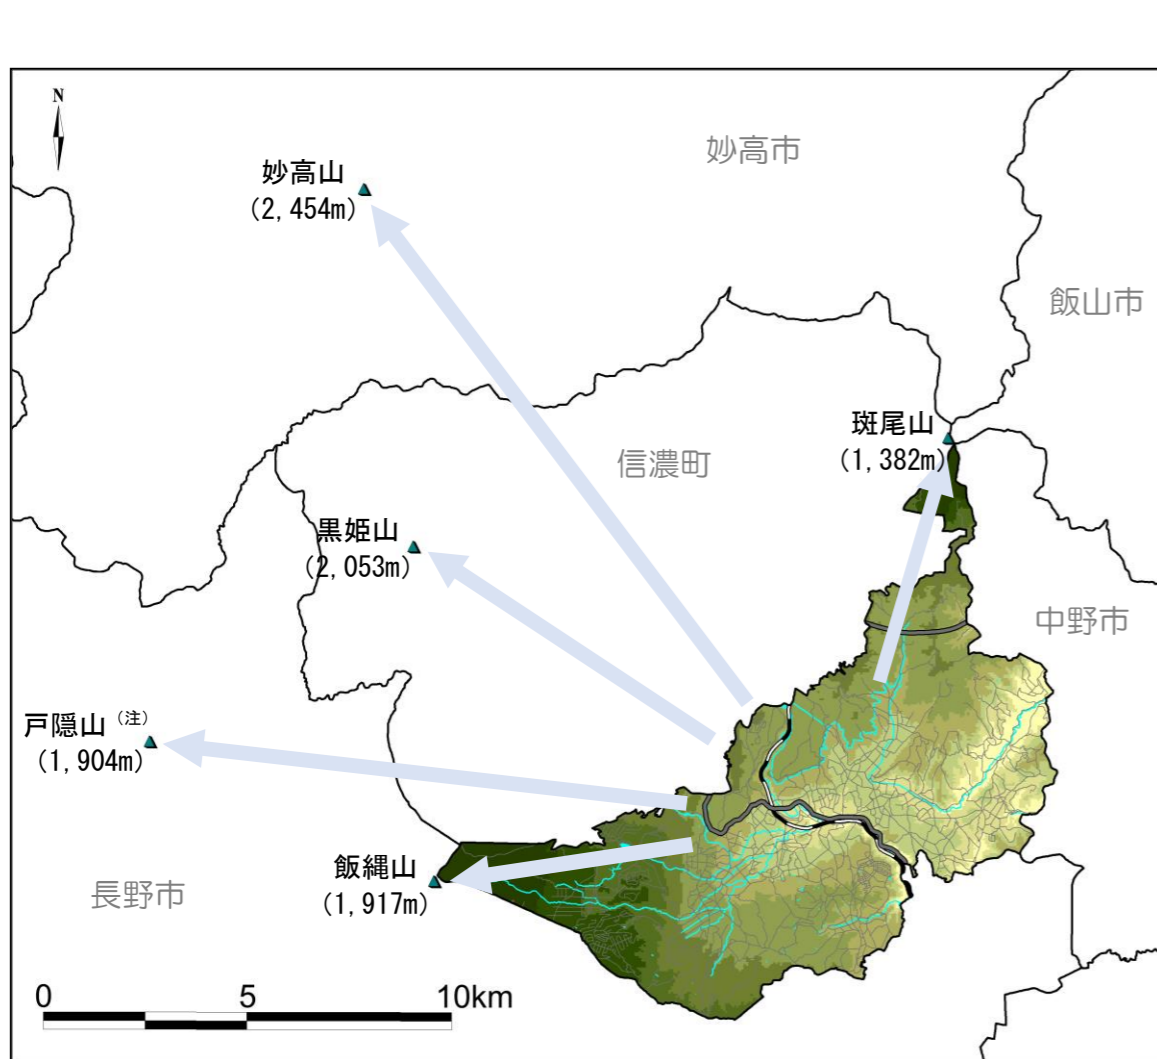 N
妙高市
妙高山
(2,454m)
飯山市
斑尾山
(1,382m)
信濃町
黒姫山
(2,053m)
中野市
戸隠山(注)
(1,904m)
飯縄山
(1,917m)
長野市
0 5 10km